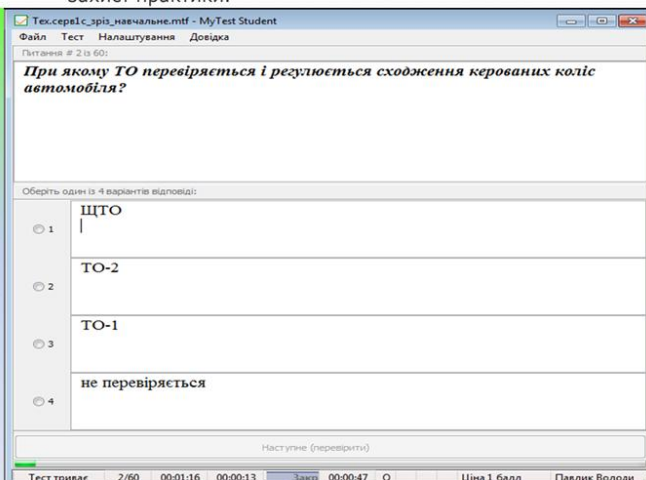 Захист практики.
Тех.серв1с_зріз_навчальне.mtf - MyTest Student
Файл Тест Налаштування Довідка
Питання # 2 із 60:
При якому ТО перевіряється і регулюється сходження керованих коліс
автомобіля?
Оберіть один із 4 варіантів відповіді:
1 ЩТО
2 ТО-2
3 ТО-1
4 не перевіряється
Наступне (перевірити)
Тест триває 2/60 00:01:16 00:00:13 00:00:47 О Ціна 1 балл Павлик Володи